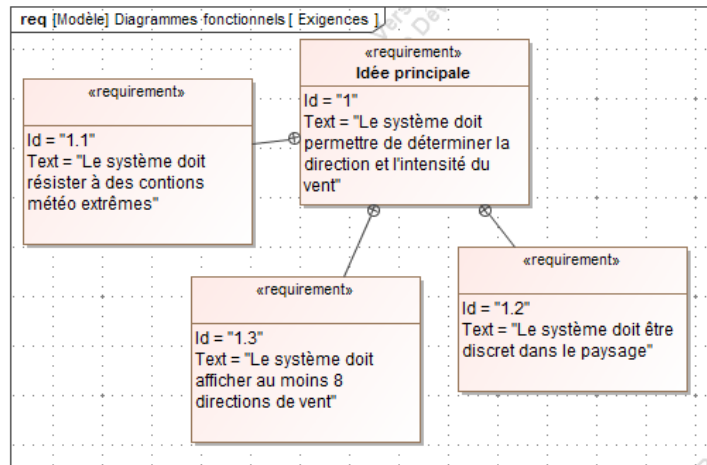 req [Modèle] Diagrammes fonctionnels [ Exigences ]
«requirement»
Idée principale
Id = "1"
Text = "Le système doit
permettre de déterminer la
direction et l'intensité du
vent"
«requirement»
Id = "1.1"
Text = "Le système doit
résister à des contions
météo extrêmes"
«requirement»
Id = "1.3"
Text = "Le système doit
afficher au moins 8
directions de vent"
«requirement»
Id = "1.2"
Text = "Le système doit être
discret dans le paysage"